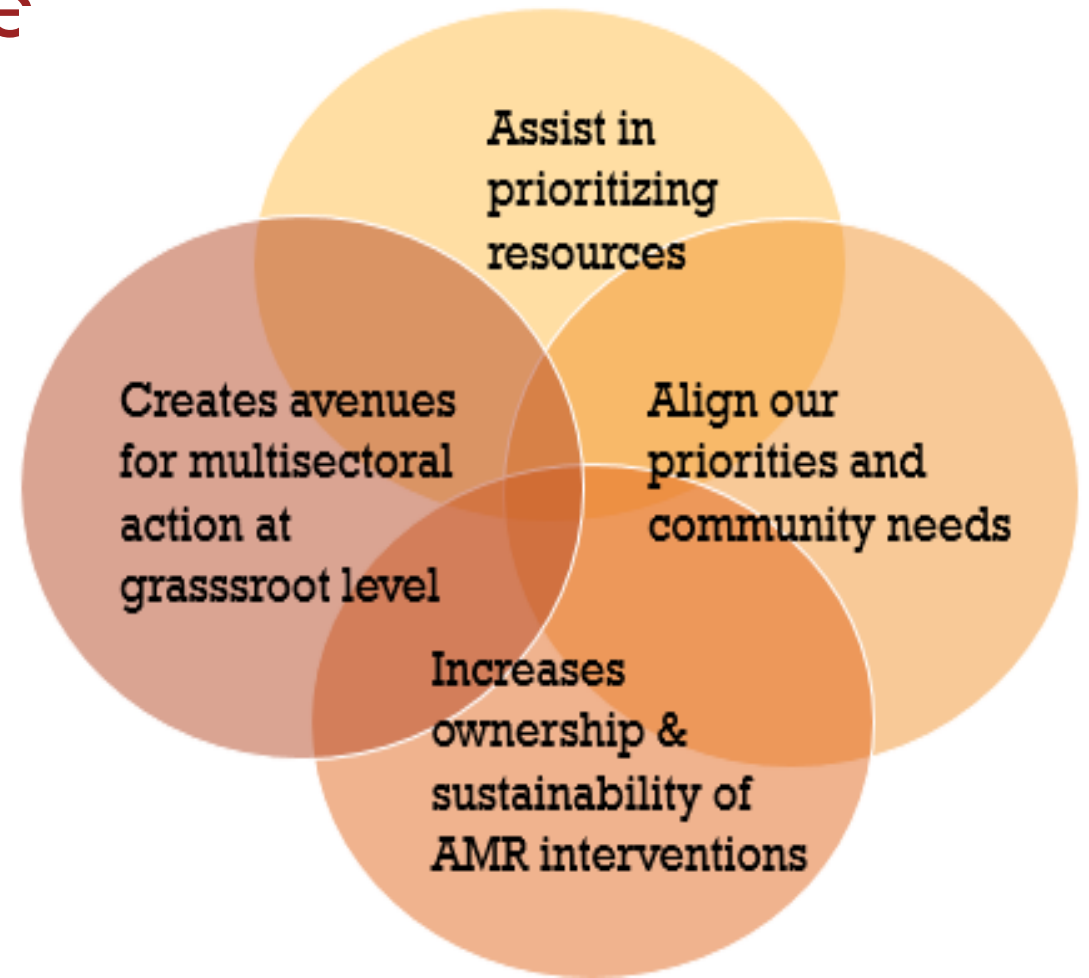 Assist in
prioritizing
resources
Creates avenues
for multisectoral
action at
grasssroot level
Align our
priorities and
community needs
Increases
ownership &
sustainability of
AMR interventions